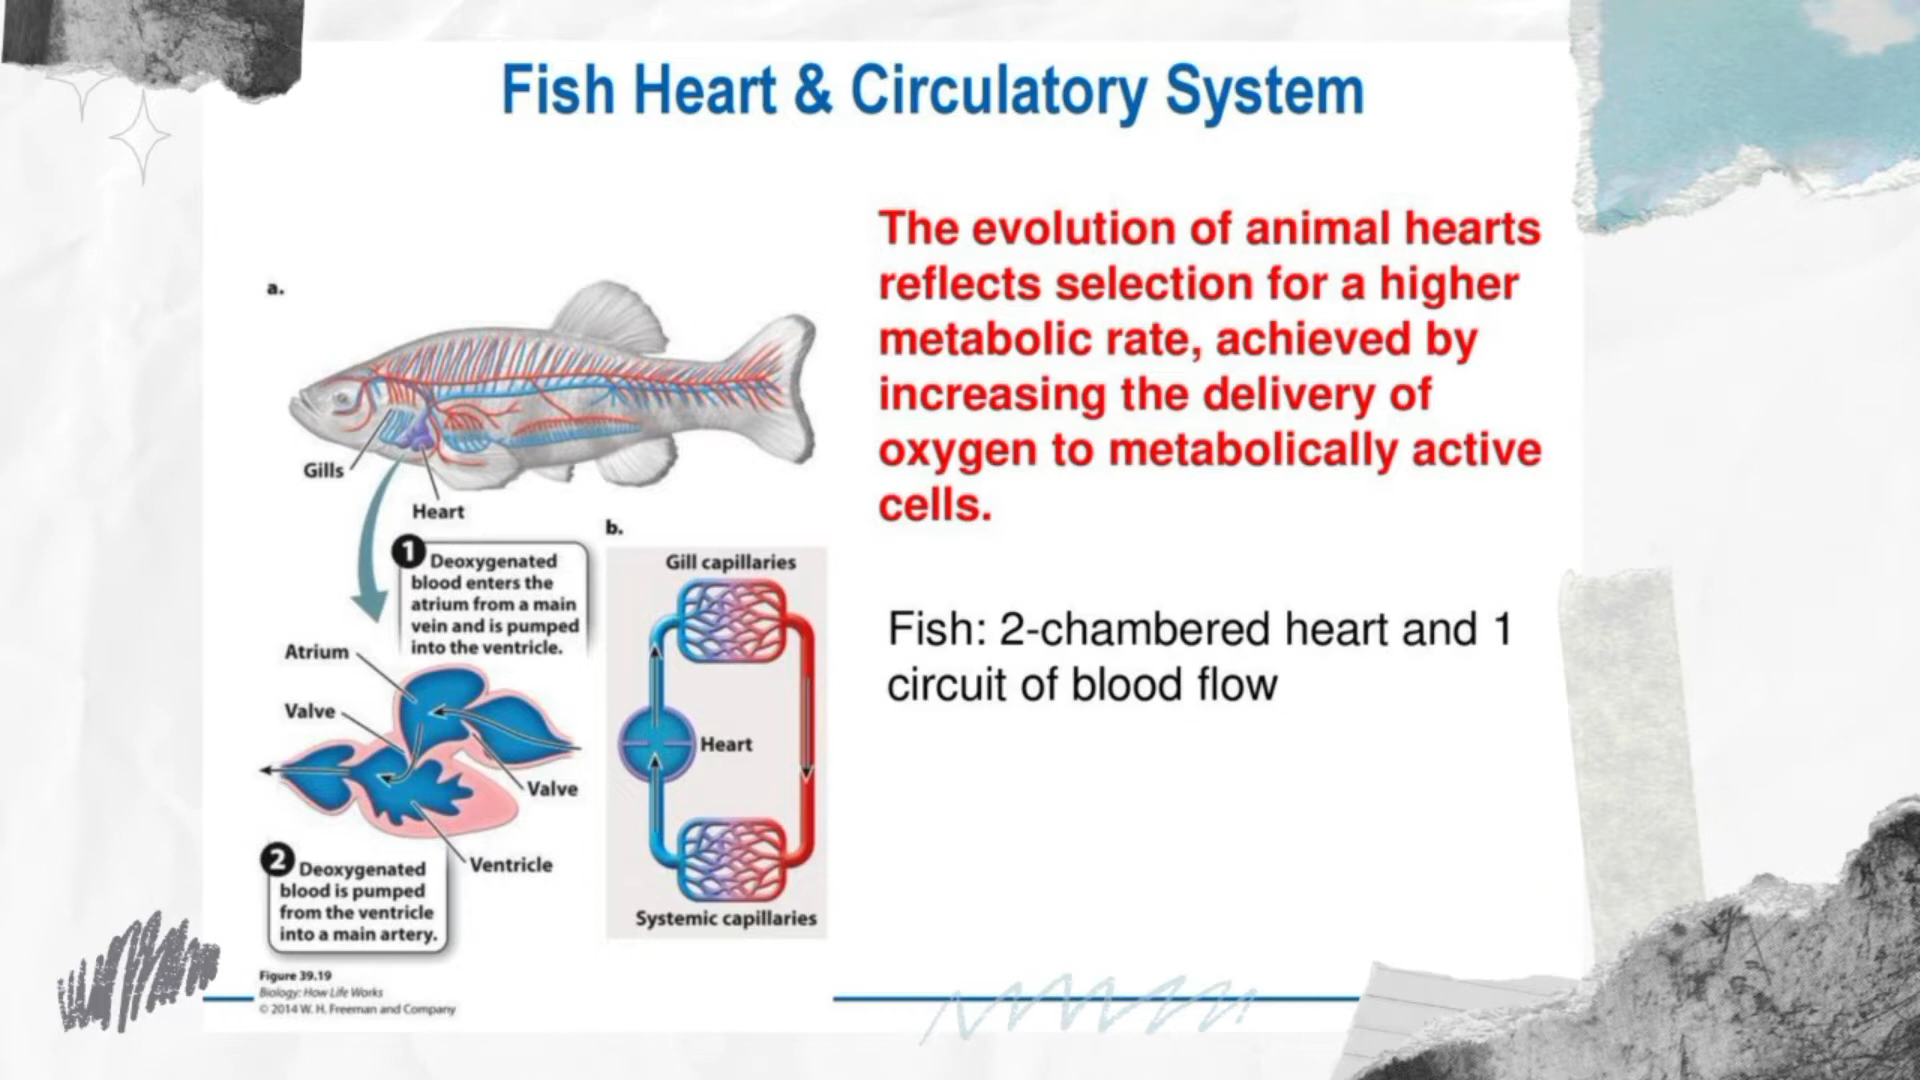 Fish Heart & Circulatory System
The evolution of animal hearts
reflects selection for a higher
metabolic rate, achieved by
increasing the delivery of
oxygen to metabolically active
cells.
Fish: 2-chambered heart and 1
circuit of blood flow
a.
Gills
Heart
1 Deoxygenated
blood enters the
atrium from a main
vein and is pumped
into the ventricle.
Atrium
Valve
Valve
Ventricle
2 Deoxygenated
blood is pumped
from the ventricle
into a main artery.
b.
Gill capillaries
Heart
Systemic capillaries
Figure 39.19
Biology: How Life Works
© 2014 W. H. Freeman and Company